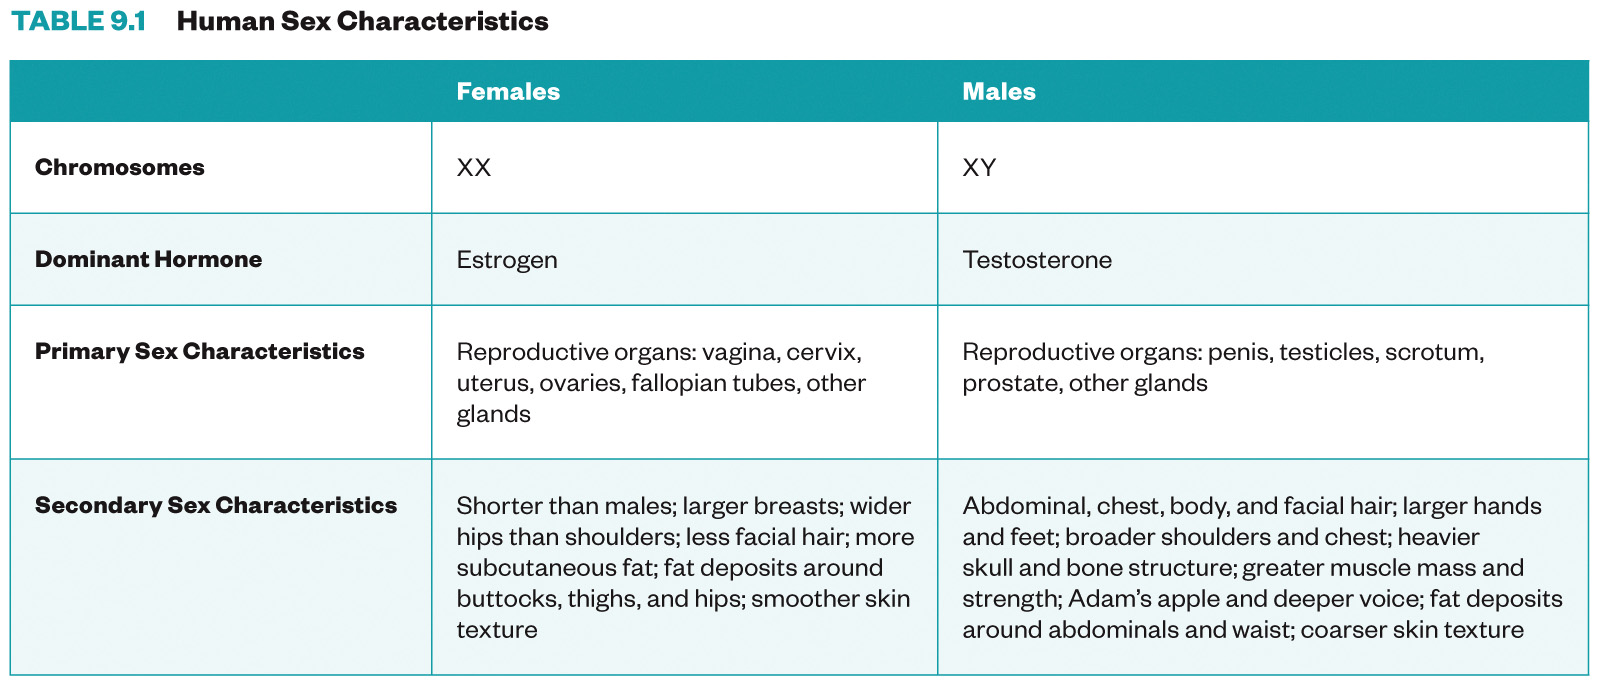 TABLE 9.1 Human Sex Characteristics
Females Males
Chromosomes XX XY
Dominant Hormone Estrogen Testosterone
Primary Sex Characteristics
Reproductive organs: vagina, cervix,
uterus, ovaries, fallopian tubes, other
glands
Reproductive organs: penis, testicles, scrotum,
prostate, other glands
Secondary Sex Characteristics
Shorter than males; larger breasts; wider
hips than shoulders; less facial hair; more
subcutaneous fat; fat deposits around
buttocks, thighs, and hips; smoother skin
texture
Abdominal, chest, body, and facial hair; larger hands
and feet; broader shoulders and chest; heavier
skull and bone structure; greater muscle mass and
strength; Adam’s apple and deeper voice; fat deposits
around abdominals and waist; coarser skin texture